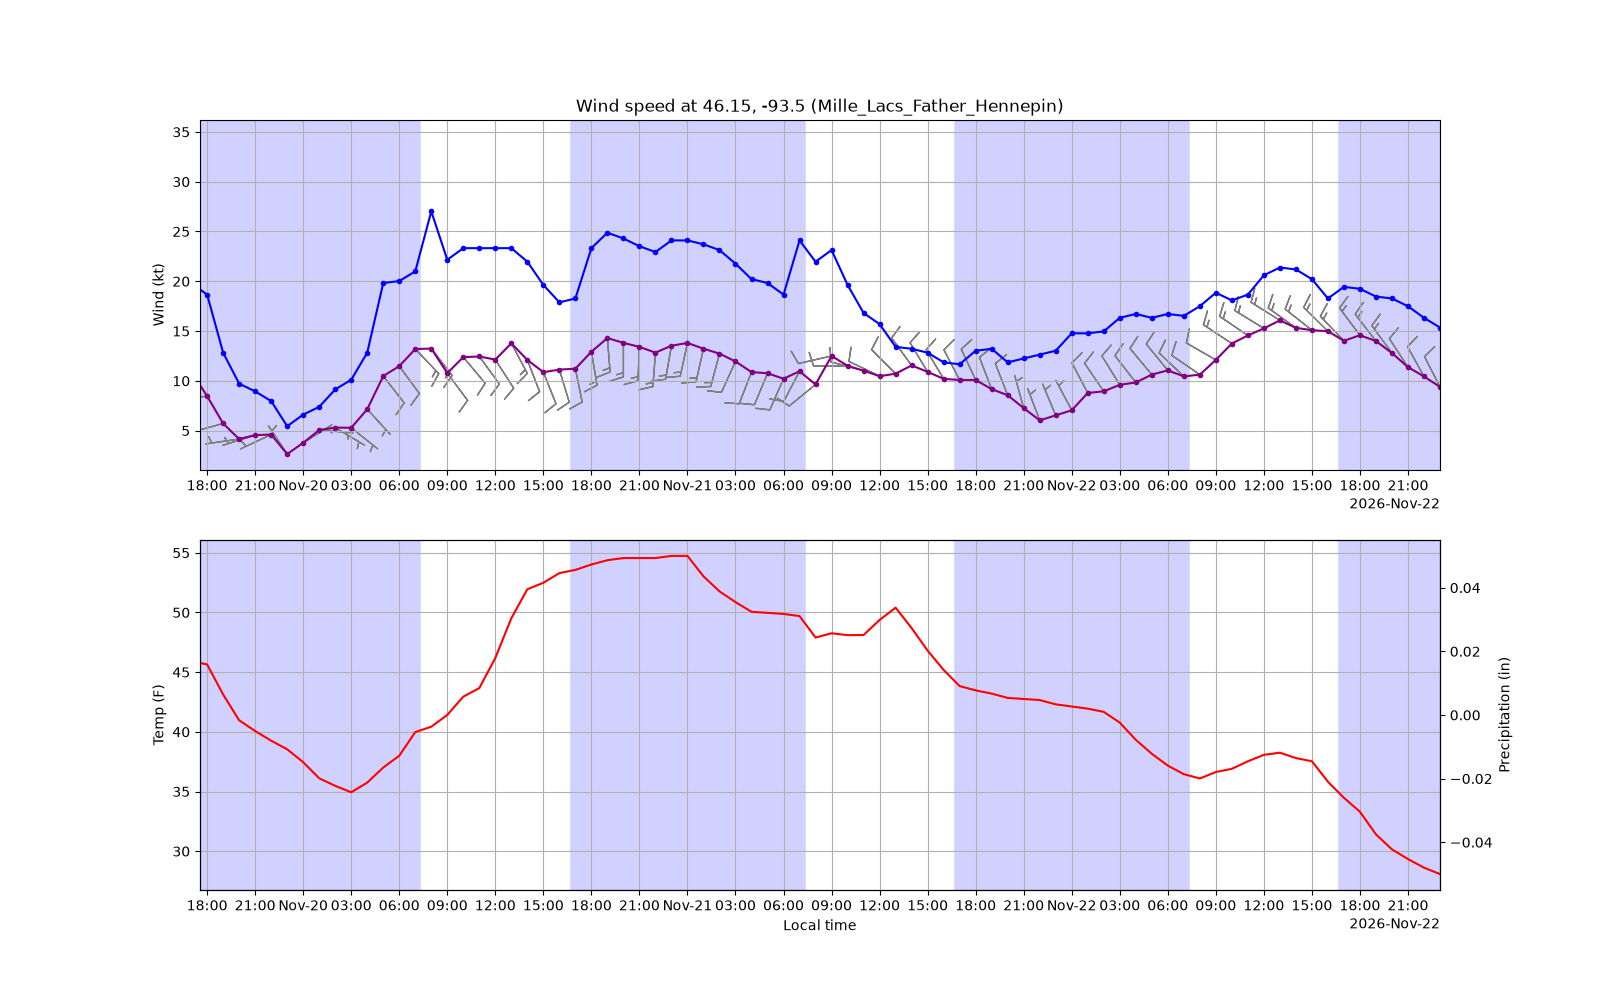 Wind speed at 46.15, -93.5 (Mille_Lacs_Father_Hennepin)
35
30
25
20
15
10
5
Wind (kt)
18:00 21:00 Nov-20 03:00 06:00 09:00 12:00 15:00 18:00 21:00 Nov-21 03:00 06:00 09:00 12:00 15:00 18:00 21:00 Nov-22 03:00 06:00 09:00 12:00 15:00 18:00 21:00
2026-Nov-22
55
50
45
40
35
30
Temp (F)
0.04
0.02
0.00
−0.02
−0.04
Precipitation (in)
18:00 21:00 Nov-20 03:00 06:00 09:00 12:00 15:00 18:00 21:00 Nov-21 03:00 06:00 09:00 12:00 15:00 18:00 21:00 Nov-22 03:00 06:00 09:00 12:00 15:00 18:00 21:00
Local time
2026-Nov-22